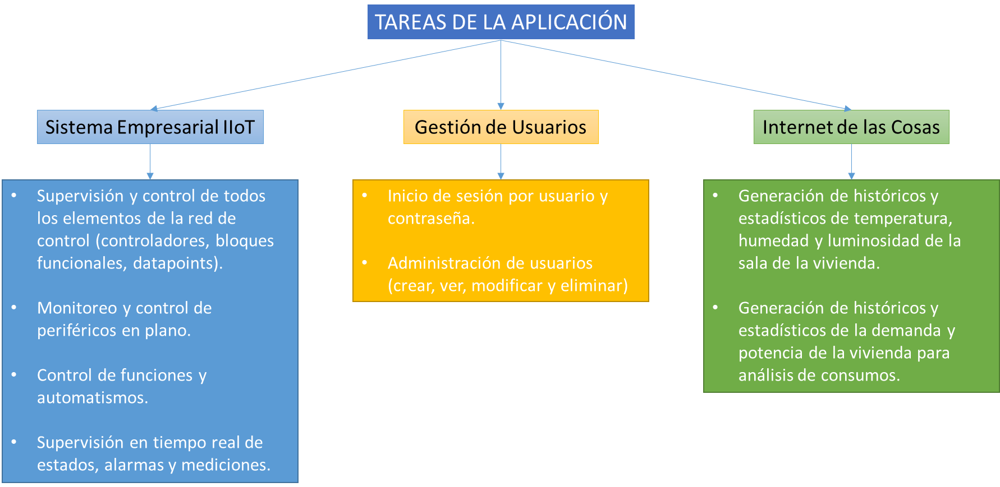 TAREAS DE LA APLICACIÓN
Sistema Empresarial IIoT
• Supervisión y control de todos
los elementos de la red de
control (controladores, bloques
funcionales, datapoints).
• Monitoreo y control de
periféricos en plano.
• Control de funciones y
automatismos.
• Supervisión en tiempo real de
estados, alarmas y mediciones.
Gestión de Usuarios
• Inicio de sesión por usuario y
contraseña.
• Administración de usuarios
(crear, ver, modificar y eliminar)
Internet de las Cosas
• Generación de históricos y
estadísticos de temperatura,
humedad y luminosidad de la
sala de la vivienda.
• Generación de históricos y
estadísticos de la demanda y
potencia de la vivienda para
análisis de consumos.